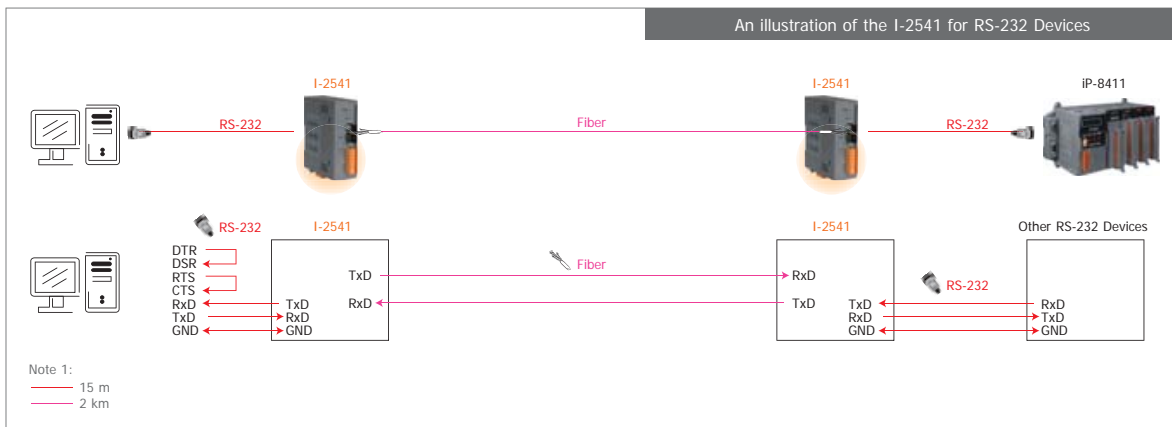 An illustration of the I-2541 for RS-232 Devices
I-2541
I-2541
iP-8411
RS-232
Fiber
RS-232
RS-232
I-2541
Fiber
I-2541
Other RS-232 Devices
DTR
DSR
RTS
CTS
RxD
TxD
GND
TxD
RxD
TxD
RxD
GND
RxD
TxD
TxD
RxD
GND
RS-232
RxD
TxD
GND
Note 1:
15 m
2 km